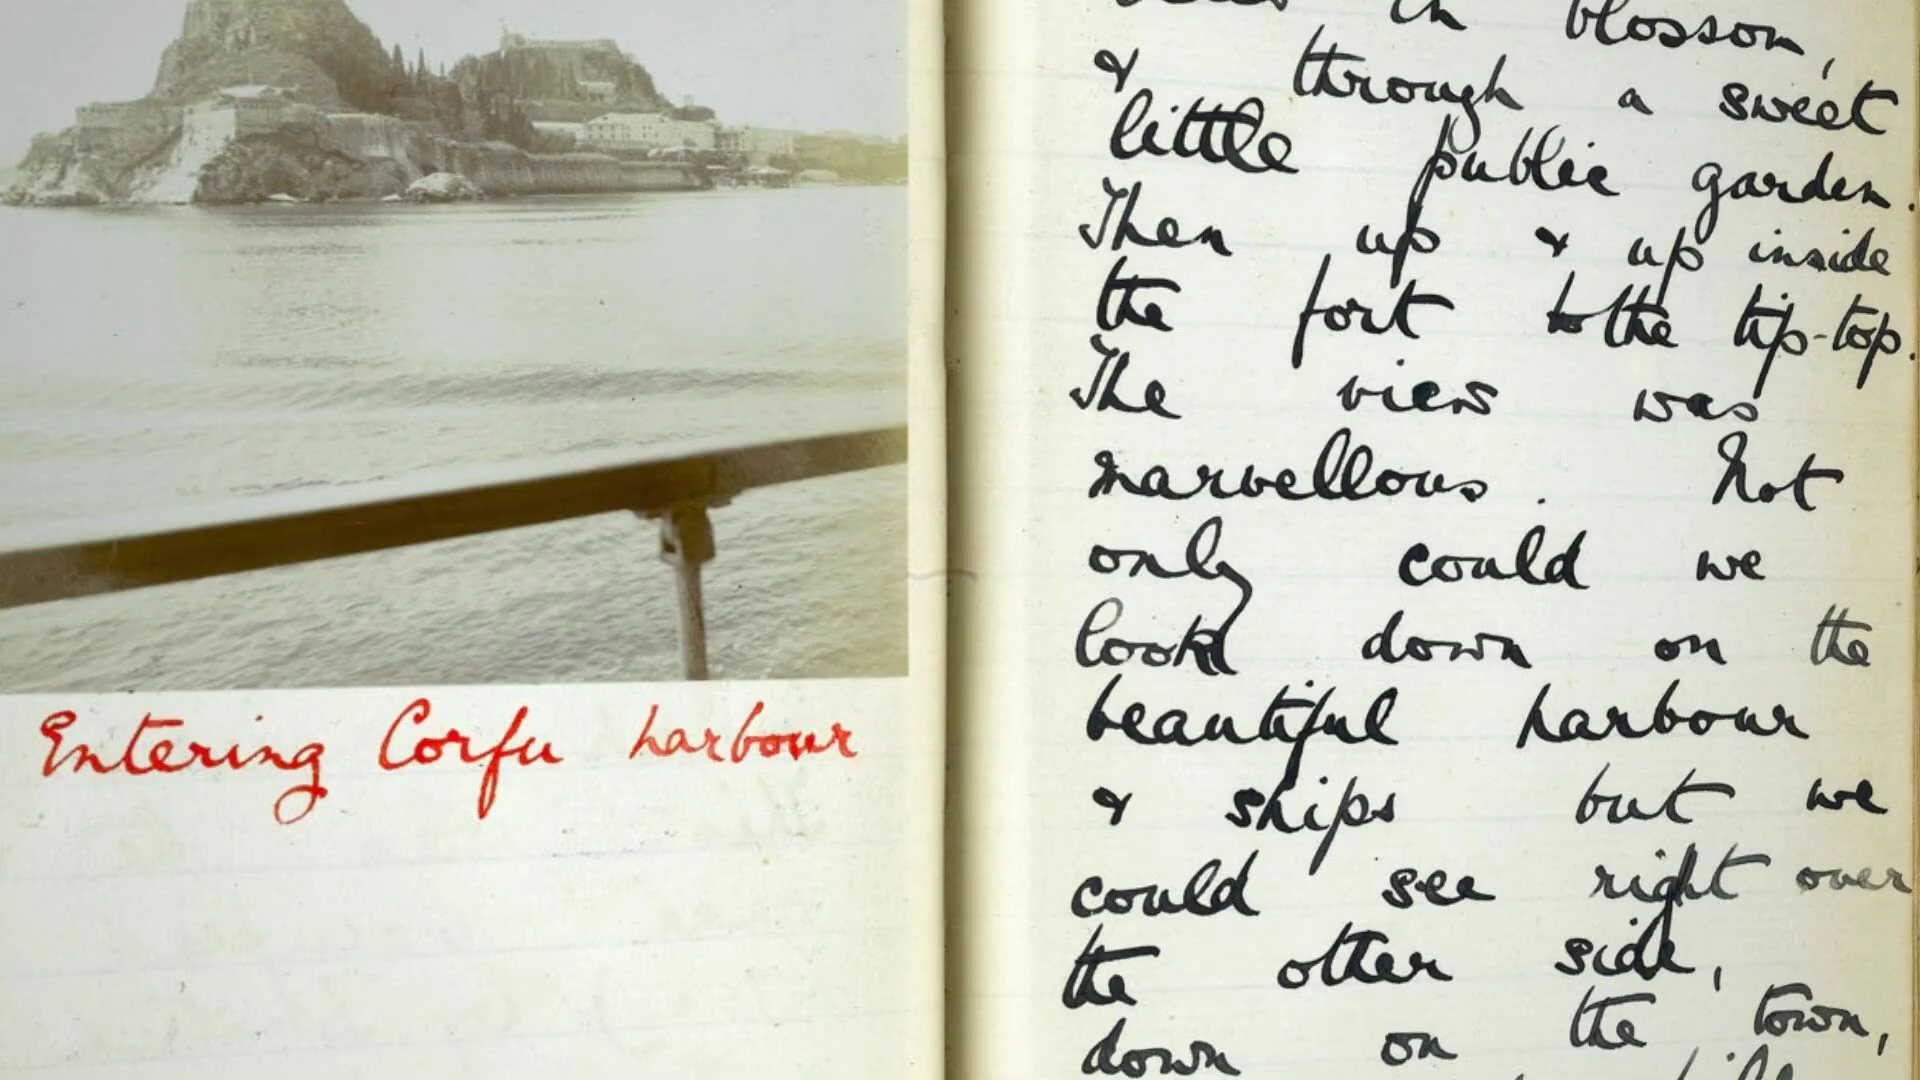 Entering Corfu harbour
in blossom,
& through a sweet
little public garden.
Then up & up inside
the fort to the tip-top.
The view was
marvellous. Not
only could we
look down on the
beautiful harbour
& ships but we
could see right over
the other side,
down on the town,